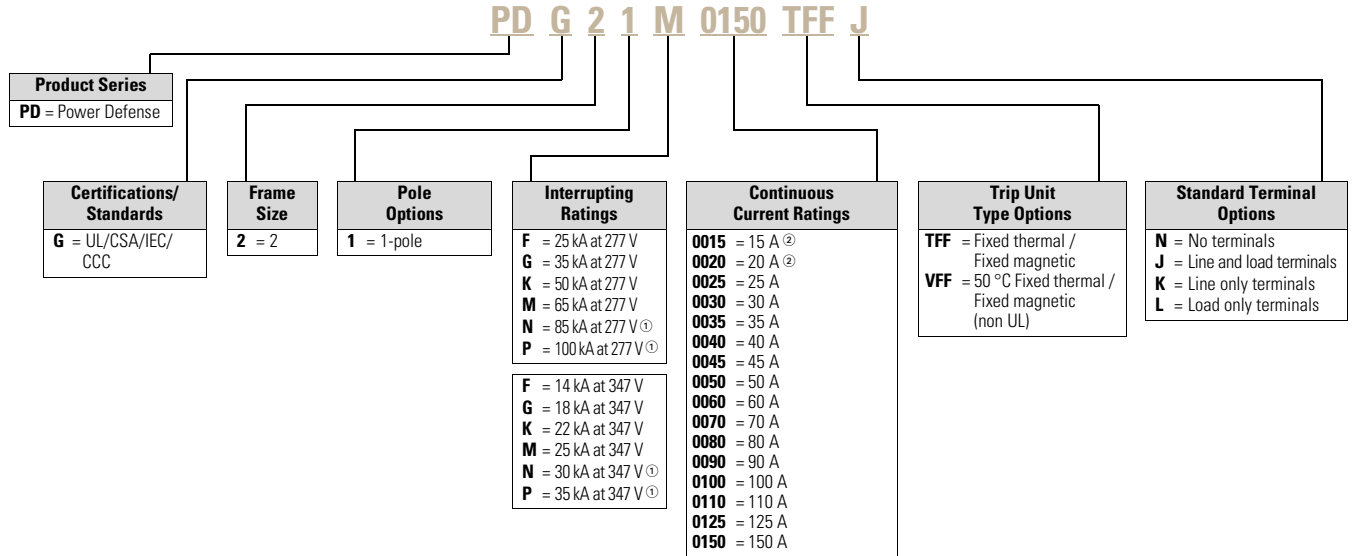 PD G 2 1 M 0150 TFF J
Product Series
PD = Power Defense
Certifications/
Standards
G = UL/CSA/IEC/
CCC
Frame
Size
2 = 2
Pole
Options
1 = 1-pole
Interrupting
Ratings
F = 25 kA at 277 V
G = 35 kA at 277 V
K = 50 kA at 277 V
M = 65 kA at 277 V
N = 85 kA at 277 V ①
P = 100 kA at 277 V ①
F = 14 kA at 347 V
G = 18 kA at 347 V
K = 22 kA at 347 V
M = 25 kA at 347 V
N = 30 kA at 347 V ①
P = 35 kA at 347 V ①
Continuous
Current Ratings
0015 = 15 A ②
0020 = 20 A ②
0025 = 25 A
0030 = 30 A
0035 = 35 A
0040 = 40 A
0045 = 45 A
0050 = 50 A
0060 = 60 A
0070 = 70 A
0080 = 80 A
0090 = 90 A
0100 = 100 A
0110 = 110 A
0125 = 125 A
0150 = 150 A
Trip Unit
Type Options
TFF = Fixed thermal /
Fixed magnetic
VFF = 50 °C Fixed thermal /
Fixed magnetic
(non UL)
Standard Terminal
Options
N = No terminals
J = Line and load terminals
K = Line only terminals
L = Load only terminals